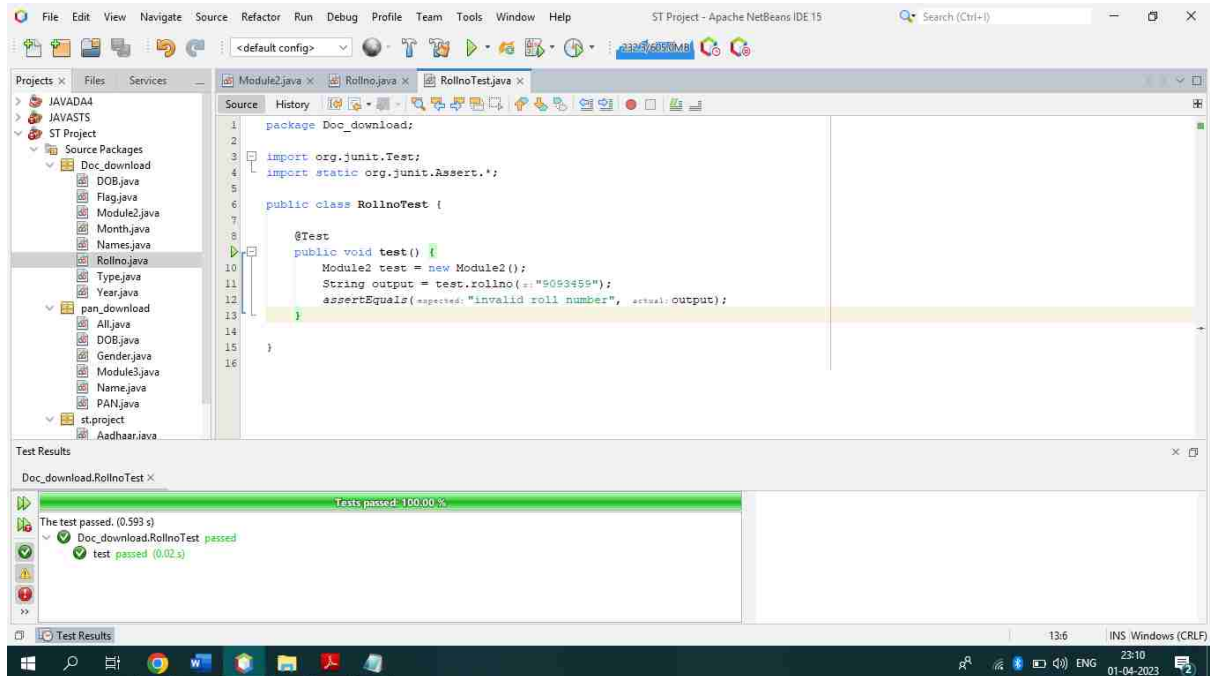 File Edit View Navigate Source Refactor Run Debug Profile Team Tools Window Help
ST Project - Apache NetBeans IDE 15
Search (Ctrl+I)
<default config>
Projects Files Services
Module2.java Rollno.java RollnoTest.java
Source History
JAVADA4
JAVASTS
ST Project
Source Packages
Doc_download
DOB.java
Flag.java
Module2.java
Month.java
Names.java
Rollno.java
Type.java
Year.java
pan_download
All.java
DOB.java
Gender.java
Module3.java
Name.java
PAN.java
st.project
Aadhaar.java
1 package Doc_download;
2
3 import org.junit.Test;
4 import static org.junit.Assert.*;
5
6 public class RollnoTest {
7
8 @Test
public void test() {
10 Module2 test = new Module2();
11 String output = test.rollno("9093459");
12 assertEquals(expected: "invalid roll number", actual: output);
13 }
14
15 }
16
Test Results
Doc_download.RollnoTest
Tests passed: 100.00 %
The test passed. (0.593 s)
Doc_download.RollnoTest passed
test passed (0.02 s)
Test Results
13:6 INS Windows (CRLF)
ENG
23:10
01-04-2023